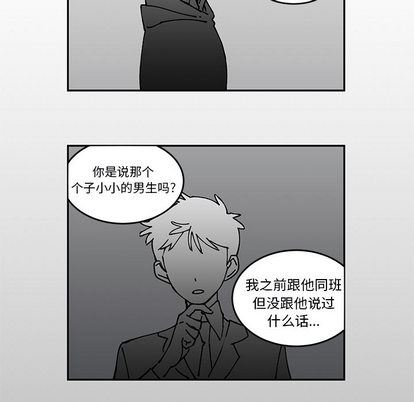 你是说那个
个子小小的男生吗?
我之前跟他同班
但没跟他说过
什么话...